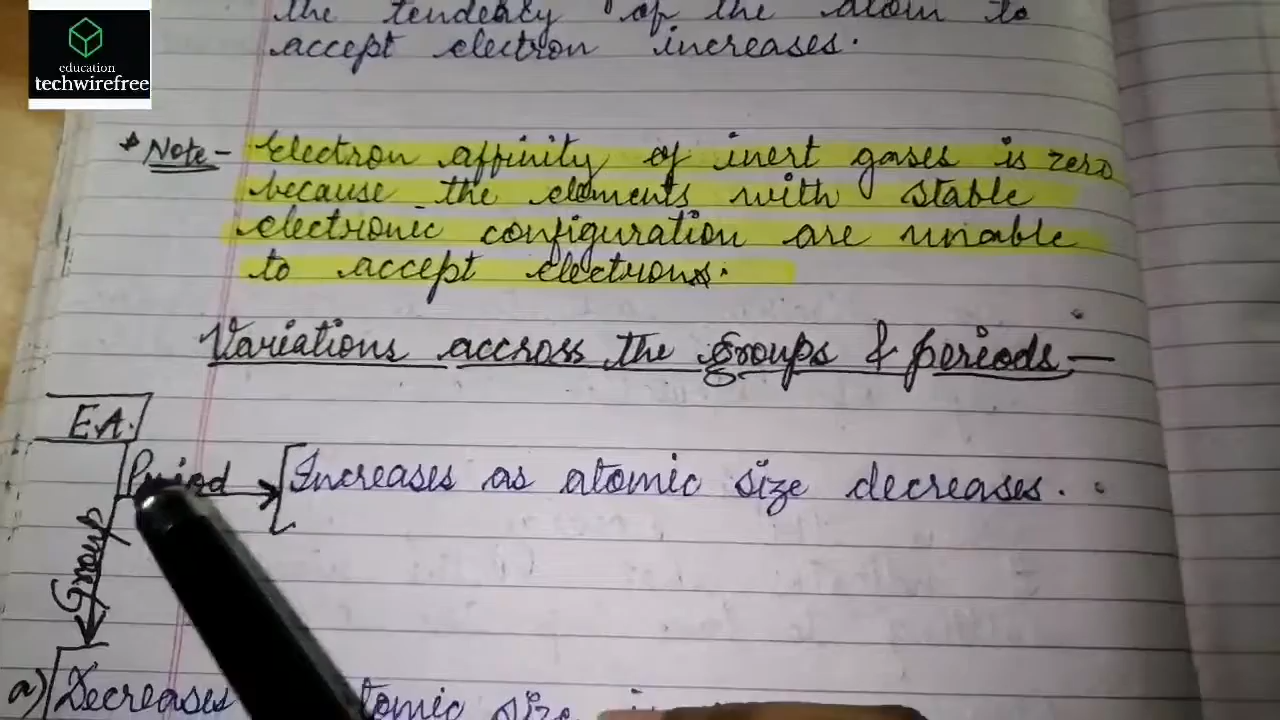 the tendency of the atom to
accept electron increases.
education
techwirefree
* Note - Electron affinity of inert gases is zero
because the elements with stable
electronic configuration are unable
to accept electrons.
Variations accross the groups & periods —
E.A.
Period → Increases as atomic size decreases.
Group
a) Decreases atomic size